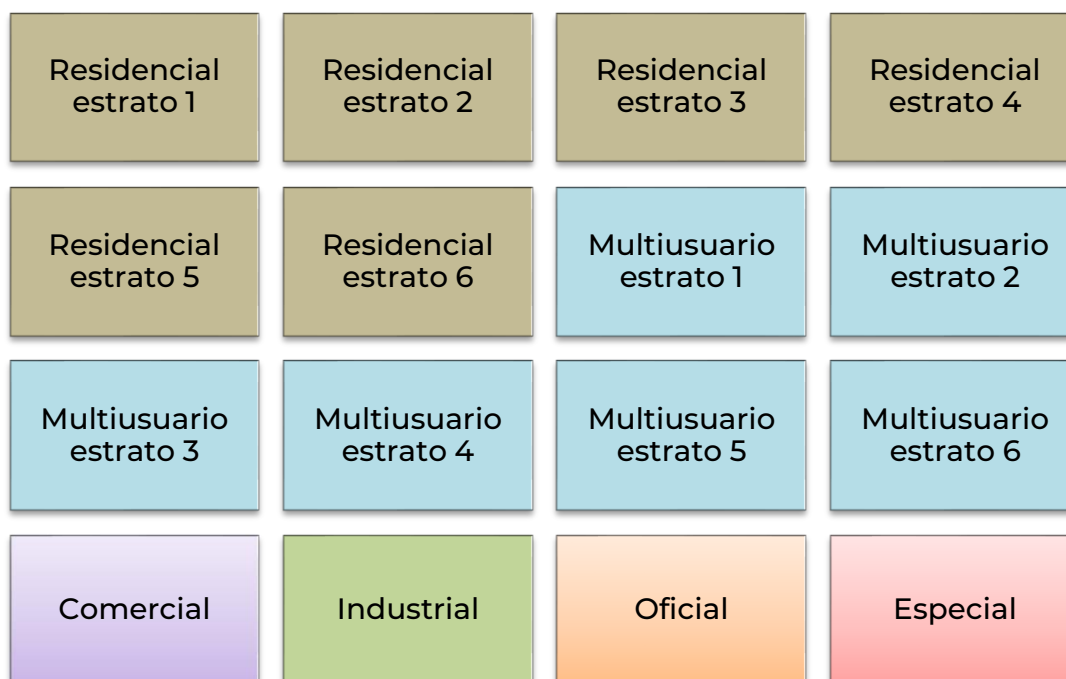 Residencial
estrato 1
Residencial
estrato 2
Residencial
estrato 3
Residencial
estrato 4
Residencial
estrato 5
Residencial
estrato 6
Multiusuario
estrato 1
Multiusuario
estrato 2
Multiusuario
estrato 3
Multiusuario
estrato 4
Multiusuario
estrato 5
Multiusuario
estrato 6
Comercial
Industrial
Oficial
Especial